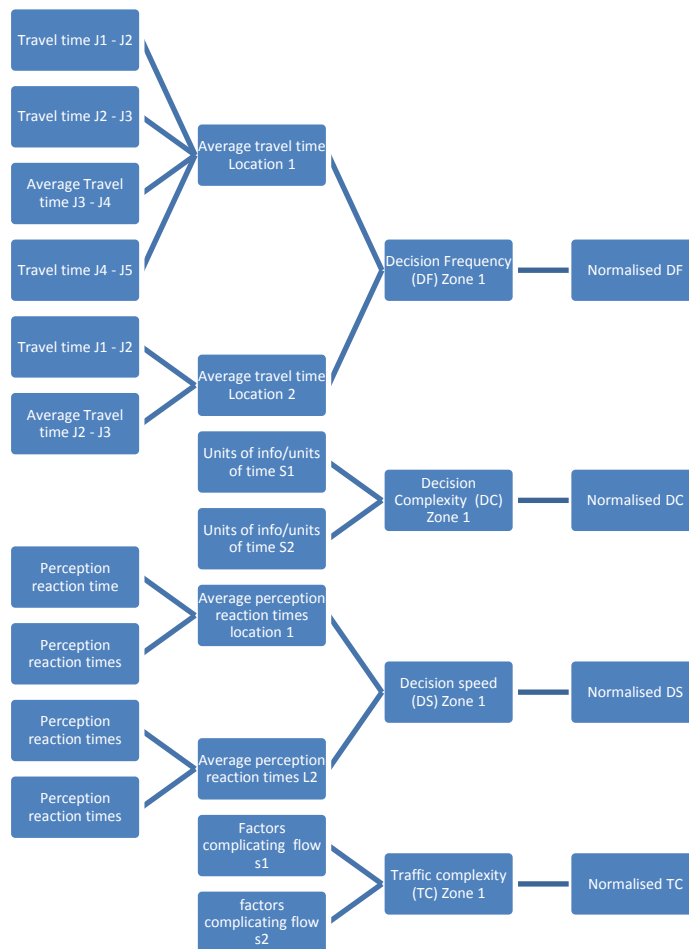 Travel time J1 - J2
Travel time J2 - J3
Average travel time
Location 1
Average Travel
time J3 - J4
Travel time J4 - J5
Decision Frequency
(DF) Zone 1
Normalised DF
Travel time J1 - J2
Average travel time
Location 2
Average Travel
time J2 - J3
Units of info/units
of time S1
Decision
Complexity (DC)
Zone 1
Normalised DC
Units of info/units
of time S2
Perception
reaction time
Average perception
reaction times
location 1
Perception
reaction times
Decision speed
(DS) Zone 1
Normalised DS
Perception
reaction times
Average perception
reaction times L2
Perception
reaction times
Factors
complicating flow
s1
Traffic complexity
(TC) Zone 1
Normalised TC
factors
complicating flow
s2